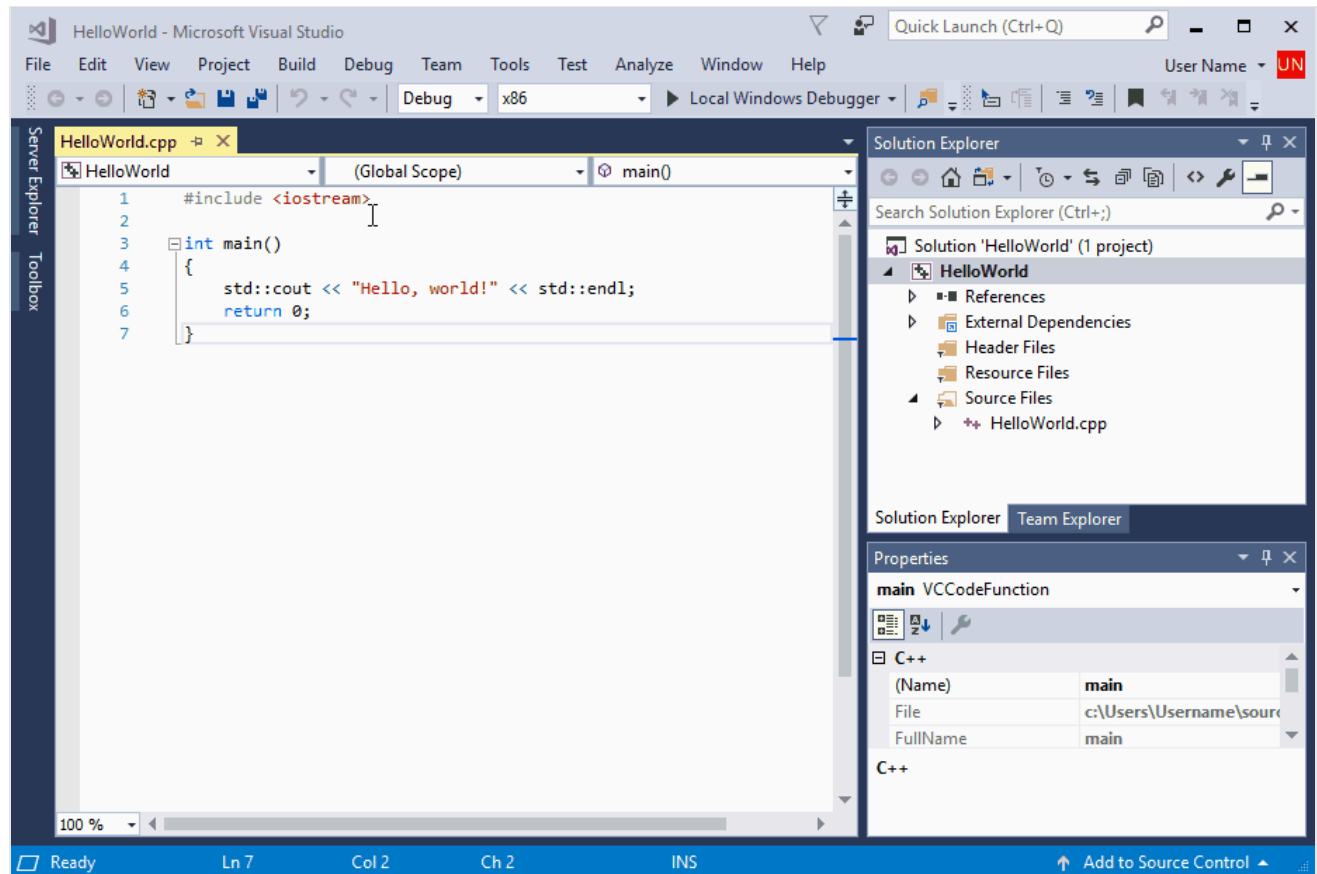 HelloWorld - Microsoft Visual Studio
Quick Launch (Ctrl+Q)
File Edit View Project Build Debug Team Tools Test Analyze Window Help
User Name UN
Debug x86 Local Windows Debugger
Server Explorer
Toolbox
HelloWorld.cpp
HelloWorld (Global Scope) main()
1 #include <iostream>
2
3 int main()
4 {
5 std::cout << "Hello, world!" << std::endl;
6 return 0;
7 }
100 %
Solution Explorer
Search Solution Explorer (Ctrl+;)
Solution 'HelloWorld' (1 project)
HelloWorld
References
External Dependencies
Header Files
Resource Files
Source Files
HelloWorld.cpp
Solution Explorer Team Explorer
Properties
main VCCodeFunction
C++
(Name) main
File c:\Users\Username\sourc
FullName main
C++
Ready Ln 7 Col 2 Ch 2 INS Add to Source Control